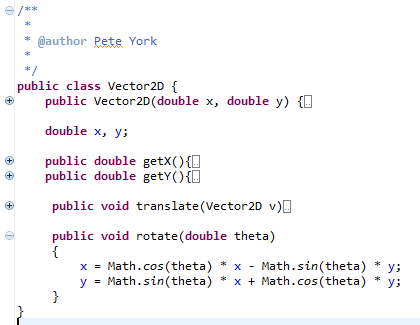 /**
 *
 * @author Pete York
 *
 */
public class Vector2D {
    public Vector2D(double x, double y) {..
    double x, y;
    public double getX(){..
    public double getY(){..
    public void translate(Vector2D v)..
    public void rotate(double theta)
    {
        x = Math.cos(theta) * x - Math.sin(theta) * y;
        y = Math.sin(theta) * x + Math.cos(theta) * y;
    }
}